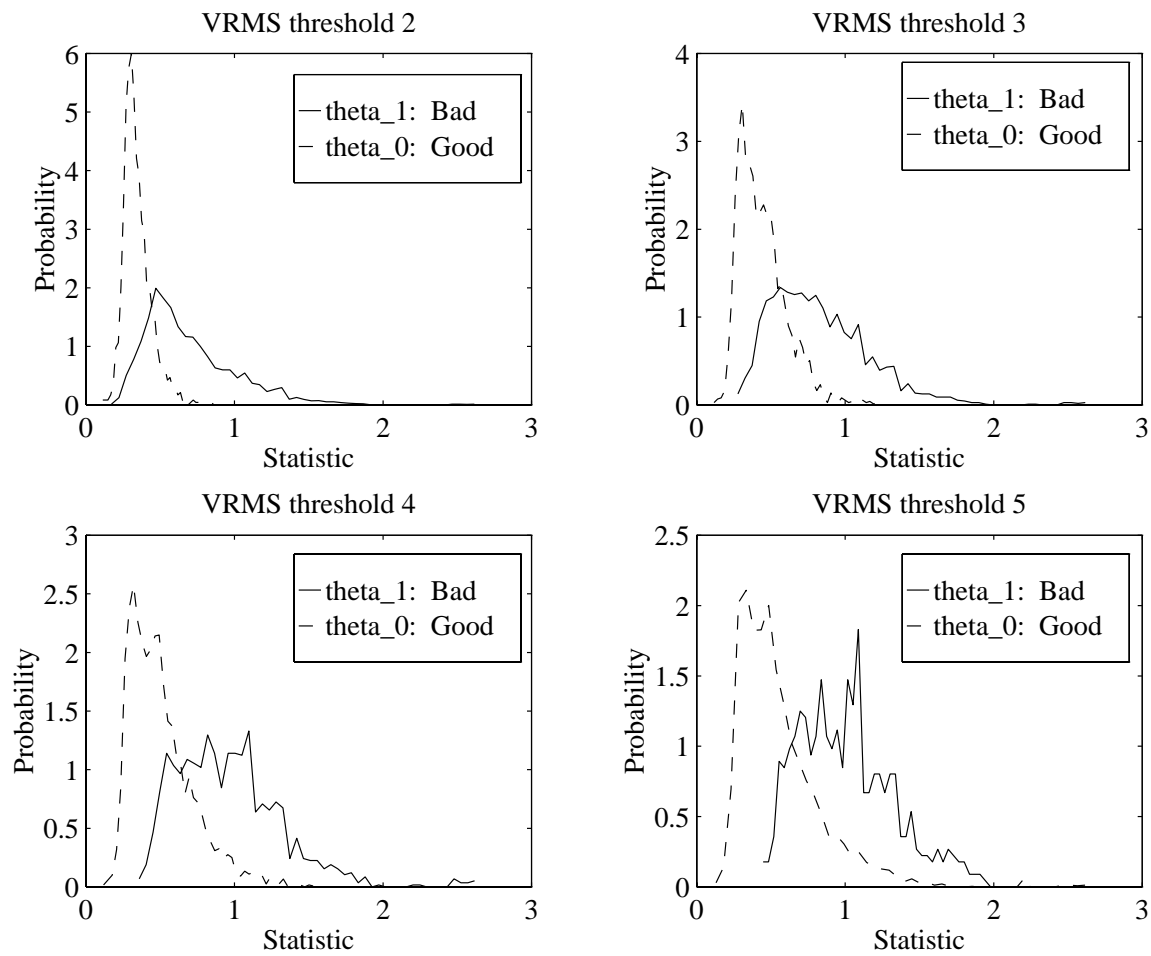 VRMS threshold 2
6
5
4
3
2
1
0
0 1 2 3
Probability
Statistic
theta_1: Bad
theta_0: Good
VRMS threshold 3
4
3
2
1
0
0 1 2 3
Probability
Statistic
theta_1: Bad
theta_0: Good
VRMS threshold 4
3
2.5
2
1.5
1
0.5
0
0 1 2 3
Probability
Statistic
theta_1: Bad
theta_0: Good
VRMS threshold 5
2.5
2
1.5
1
0.5
0
0 1 2 3
Probability
Statistic
theta_1: Bad
theta_0: Good